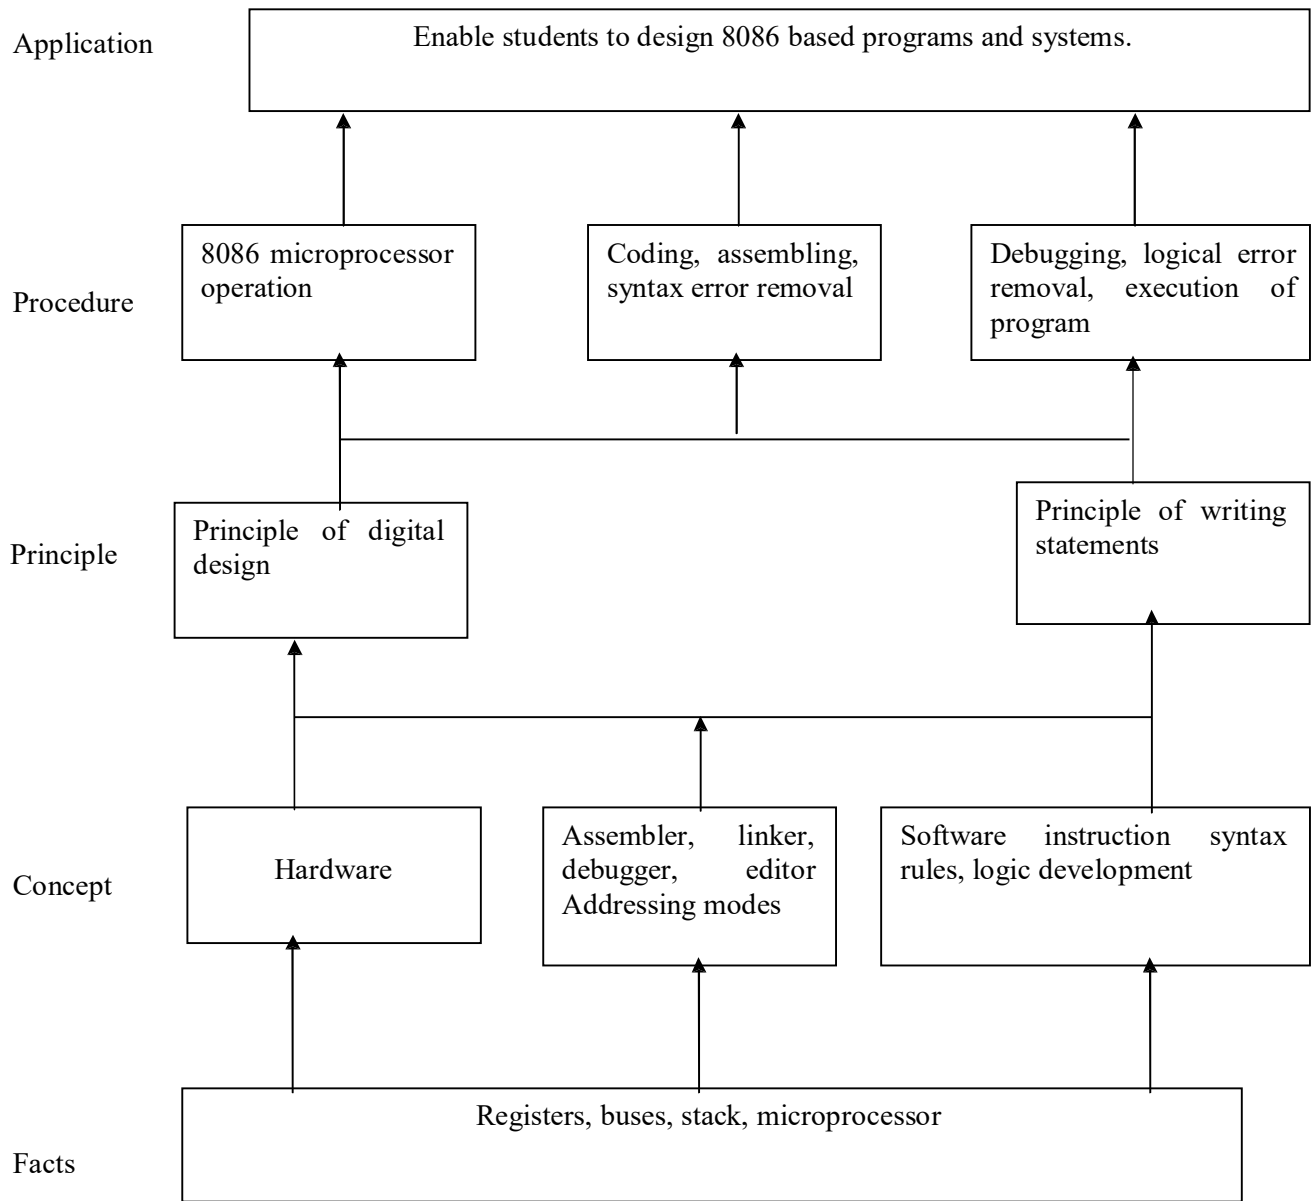 Application
Enable students to design 8086 based programs and systems.
Procedure
8086 microprocessor
operation
Coding, assembling,
syntax error removal
Debugging, logical error
removal, execution of
program
Principle
Principle of digital
design
Principle of writing
statements
Concept
Hardware
Assembler, linker,
debugger, editor
Addressing modes
Software instruction syntax
rules, logic development
Facts
Registers, buses, stack, microprocessor